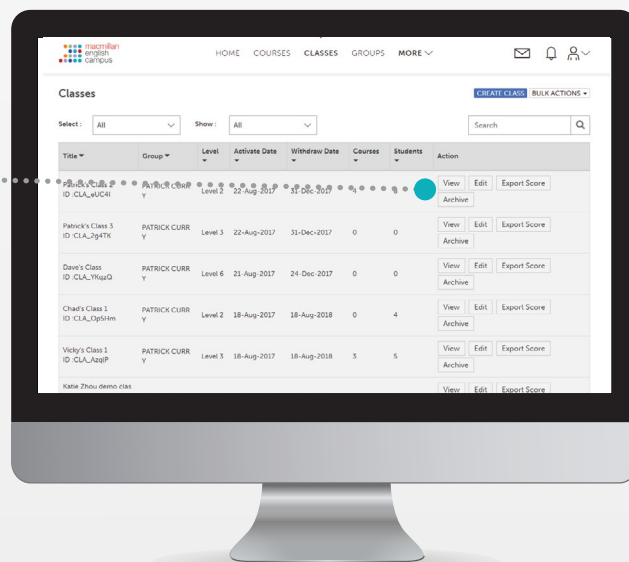 macmillan
english
campus
HOME COURSES CLASSES GROUPS MORE
Classes
CREATE CLASS BULK ACTIONS
Select : All Show : All Search
Title Group Level Activate Date Withdraw Date Courses Students Action
Patrick's Class 2 PATRICK CURR Level 2 22-Aug-2017 31-Dec-2017 4 View Edit Export Score
ID :CLA_eUC4I Y Archive
Patrick's Class 3 PATRICK CURR Level 3 22-Aug-2017 31-Dec-2017 0 0 View Edit Export Score
ID :CLA_2g4TK Y Archive
Dave's Class PATRICK CURR Level 6 21-Aug-2017 24-Dec-2017 0 0 View Edit Export Score
ID :CLA_YKqzQ Y Archive
Chad's Class 1 PATRICK CURR Level 2 18-Aug-2017 18-Aug-2018 0 4 View Edit Export Score
ID :CLA_Op5Hm Y Archive
Vicky's Class 1 PATRICK CURR Level 3 18-Aug-2017 18-Aug-2018 3 5 View Edit Export Score
ID :CLA_AzqlP Y Archive
Katie Zhou demo clas View Edit Export Score